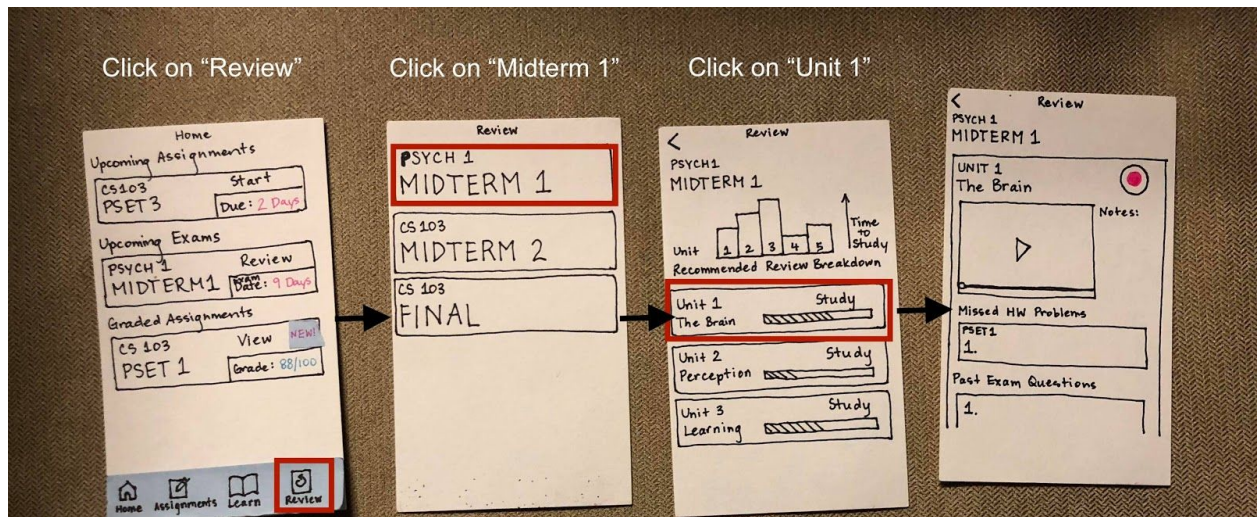 Click on “Review”
Click on “Midterm 1”
Click on “Unit 1”
Home
Upcoming Assignments
CS103
Start
PSET 3
Due: 2 Days
Upcoming Exams
PSYCH 1
Review
MIDTERM1
Exam Date: 9 Days
Graded Assignments
CS 103
View
NEW!
PSET 1
Grade: 88/100
Home
Assignments
Learn
Review
Review
PSYCH 1
MIDTERM 1
CS 103
MIDTERM 2
CS 103
FINAL
<
Review
PSYCH1
MIDTERM 1
Time
to
Study
Unit 1 2 3 4 5
Recommended Review Breakdown
Unit 1
Study
The Brain
Unit 2
Study
Perception
Unit 3
Study
Learning
<
Review
PSYCH 1
MIDTERM 1
UNIT 1
The Brain
Notes:
Missed HW Problems
PSET1
1.
Past Exam Questions
1.